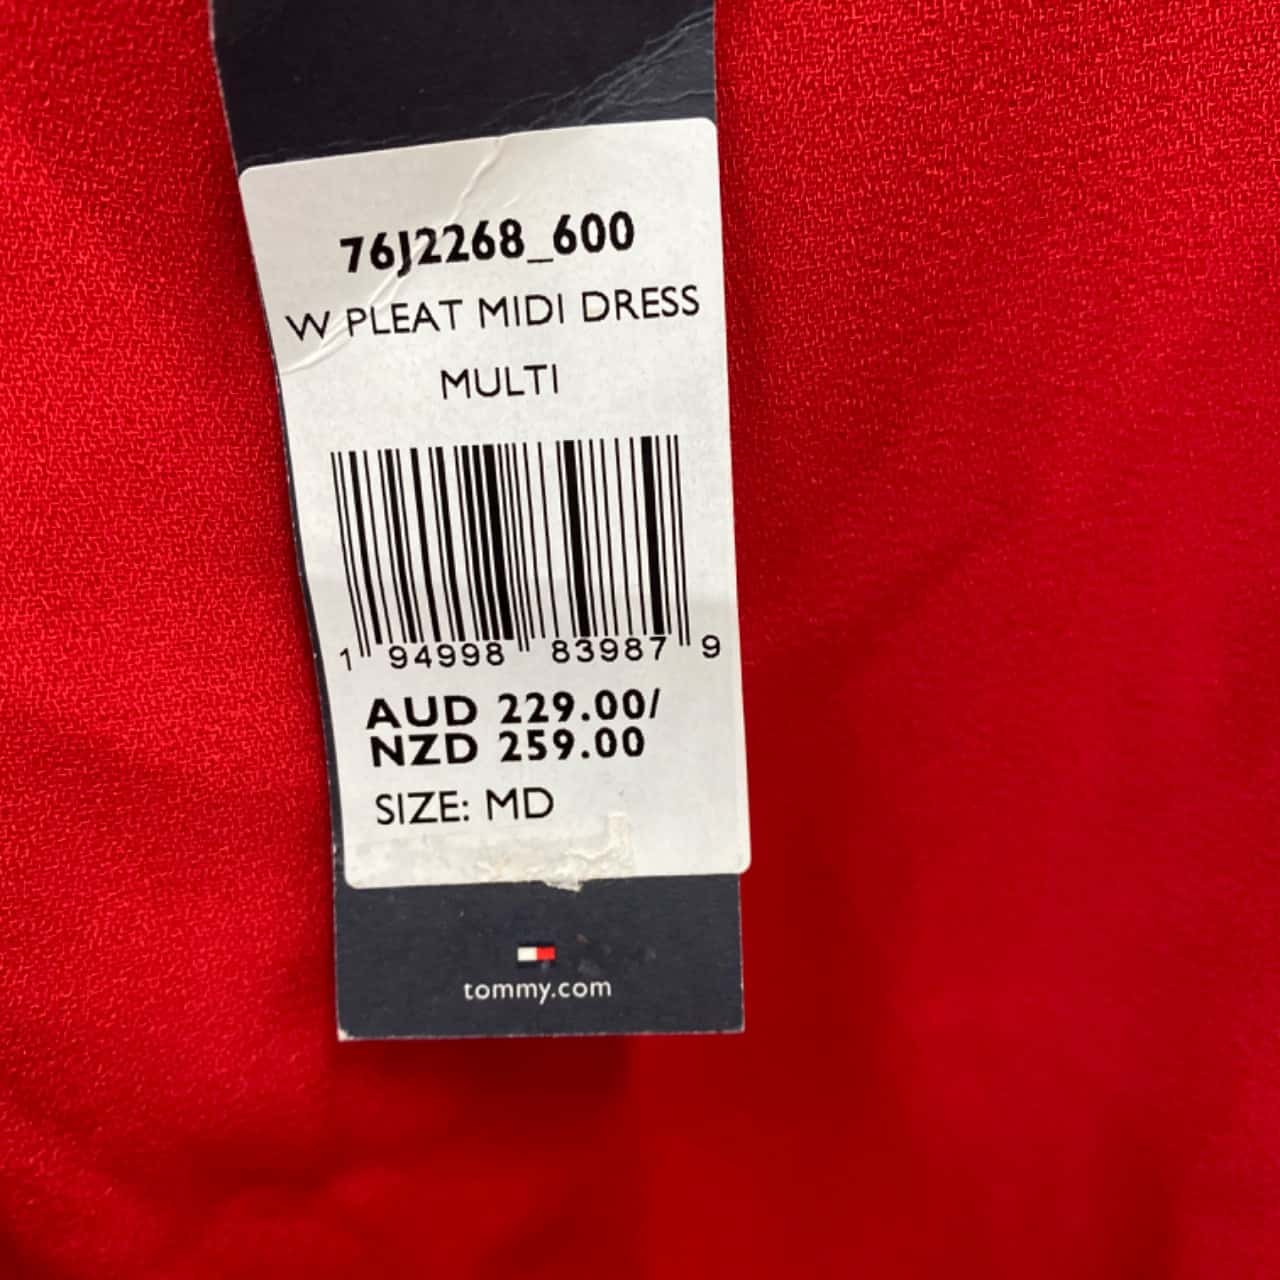 76J2268_600
W PLEAT MIDI DRESS
MULTI
1 94998 83987 9
AUD 229.00/
NZD 259.00
SIZE: MD
tommy.com